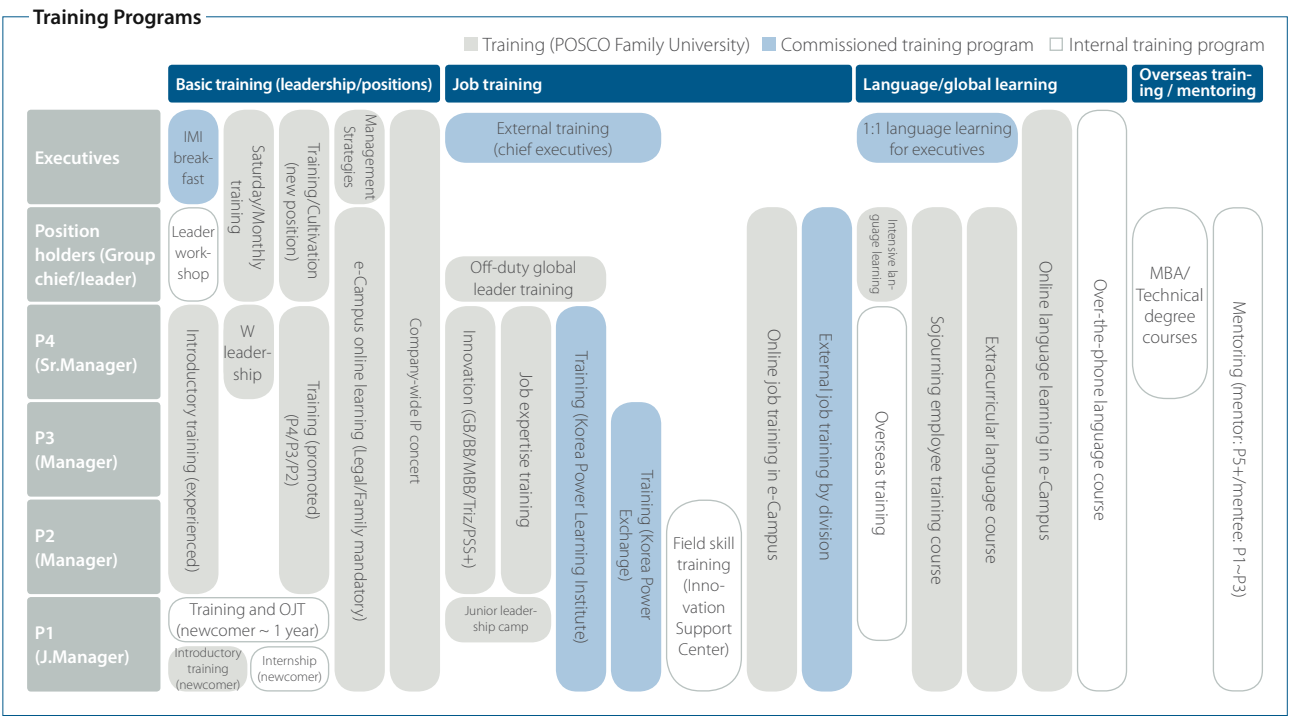 Training Programs
Training (POSCO Family University)
Commissioned training program
Internal training program
Basic training (leadership/positions)
Job training
Language/global learning
Overseas train-
ing / mentoring
Executives
Position
holders (Group
chief/leader)
P4
(Sr.Manager)
P3
(Manager)
P2
(Manager)
P1
(J.Manager)
IMI
break-
fast
Leader
work-
shop
Introductory training (experienced)
Saturday/Monthly
training
W
leader-
ship
Training/Cultivation
(new position)
Training (promoted)
(P4/P3/P2)
Training and OJT
(newcomer ~ 1 year)
Introductory
training
(newcomer)
Internship
(newcomer)
Management
Strategies
e-Campus online learning (Legal/Family mandatory)
Company-wide IP concert
External training
(chief executives)
Off-duty global
leader training
Innovation (GB/BB/MBB/Triz/PSS+)
Job expertise training
Junior leader-
ship camp
Training (Korea Power Learning Institute)
Training (Korea Power
Exchange)
Field skill
training
(Inno-
vation
Support
Center)
Online job training in e-Campus
External job training by division
1:1 language learning
for executives
Intensive lan-
guage learning
Overseas training
Sojourning employee training course
Extracurricular language course
Online language learning in e-Campus
Over-the-phone language course
MBA/
Technical
degree
courses
Mentoring (mentor: P5+/mentee: P1~P3)